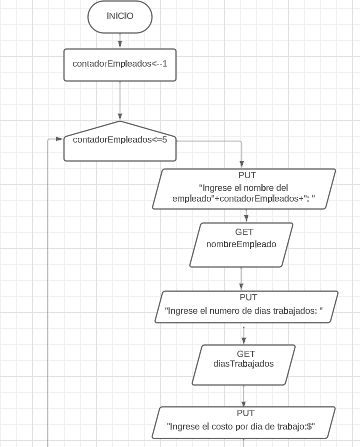 INICIO
contadorEmpleados<--1
contadorEmpleados<=5
PUT
"Ingrese el nombre del
empleado"+contadorEmpleados+": "
GET
nombreEmpleado
PUT
"Ingrese el numero de dias trabajados: "
GET
diasTrabajados
PUT
"Ingrese el costo por dia de trabajo:$"